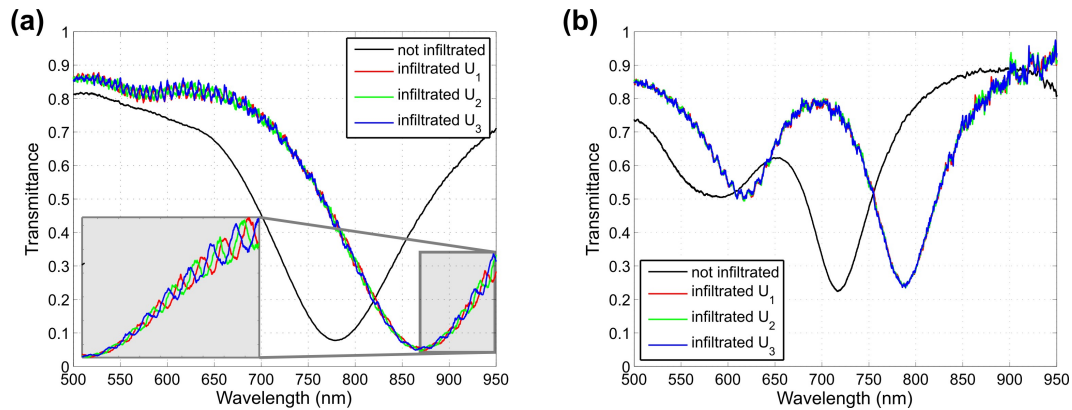 (a)
1
0.9
0.8
0.7
0.6
0.5
0.4
0.3
0.2
0.1
0
Transmittance
not infiltrated
infiltrated U1
infiltrated U2
infiltrated U3
500 550 600 650 700 750 800 850 900 950
Wavelength (nm)
(b)
1
0.9
0.8
0.7
0.6
0.5
0.4
0.3
0.2
0.1
0
Transmittance
not infiltrated
infiltrated U1
infiltrated U2
infiltrated U3
500 550 600 650 700 750 800 850 900 950
Wavelength (nm)